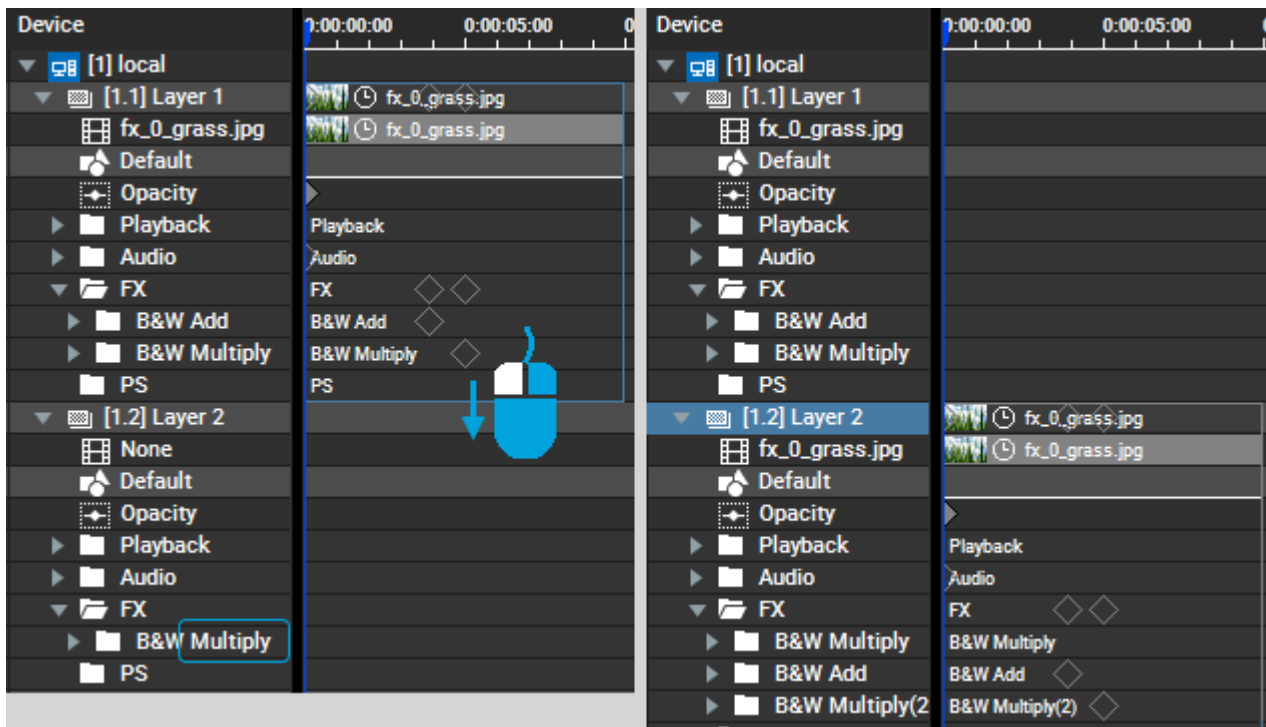 Device 0:00:00:00 0:00:05:00 0
[1] local
[1.1] Layer 1 fx_0_grass.jpg
fx_0_grass.jpg fx_0_grass.jpg
Default
Opacity
Playback Playback
Audio Audio
FX FX
B&W Add B&W Add
B&W Multiply B&W Multiply
PS PS
[1.2] Layer 2
None
Default
Opacity
Playback
Audio
FX
B&W Multiply
PS
Device 0:00:00:00 0:00:05:00
[1] local
[1.1] Layer 1
fx_0_grass.jpg
Default
Opacity
Playback
Audio
FX
B&W Add
B&W Multiply
PS
[1.2] Layer 2 fx_0_grass.jpg
fx_0_grass.jpg fx_0_grass.jpg
Default
Opacity
Playback Playback
Audio Audio
FX FX
B&W Multiply B&W Multiply
B&W Add B&W Add
B&W Multiply(2 B&W Multiply(2)